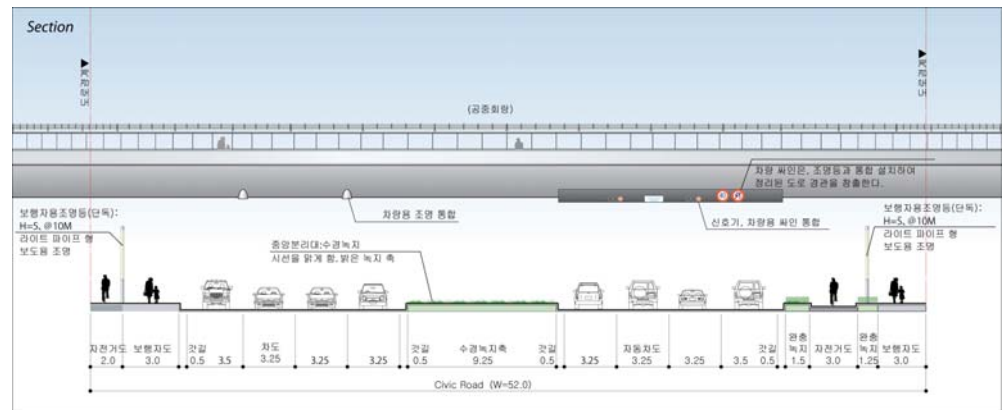 Section
도로경계
도로경계
(공중회랑)
차량 싸인은, 조명등과 통합 설치하여
정리된 도로 경관을 창출한다.
보행자용조명등(단독):
H=5, @10M
라이트 파이프 형
보도용 조명
차량용 조명 통합
신호기, 차량용 싸인 통합
보행자용조명등(단독):
H=5, @10M
라이트 파이프 형
보도용 조명
중앙분리대:수경녹지
시선을 맑게 함, 밝은 녹지 축
자전거도 보행자도 갓길 차도 갓길 수경녹지축 갓길 자동차도 갓길 완충녹지 자전거도 완충녹지 보행자도
2.0 3.0 0.5 3.5 3.25 3.25 3.25 0.5 9.25 0.5 3.25 3.25 3.25 3.5 0.5 1.5 3.0 1.25 3.0
Civic Road (W=52.0)